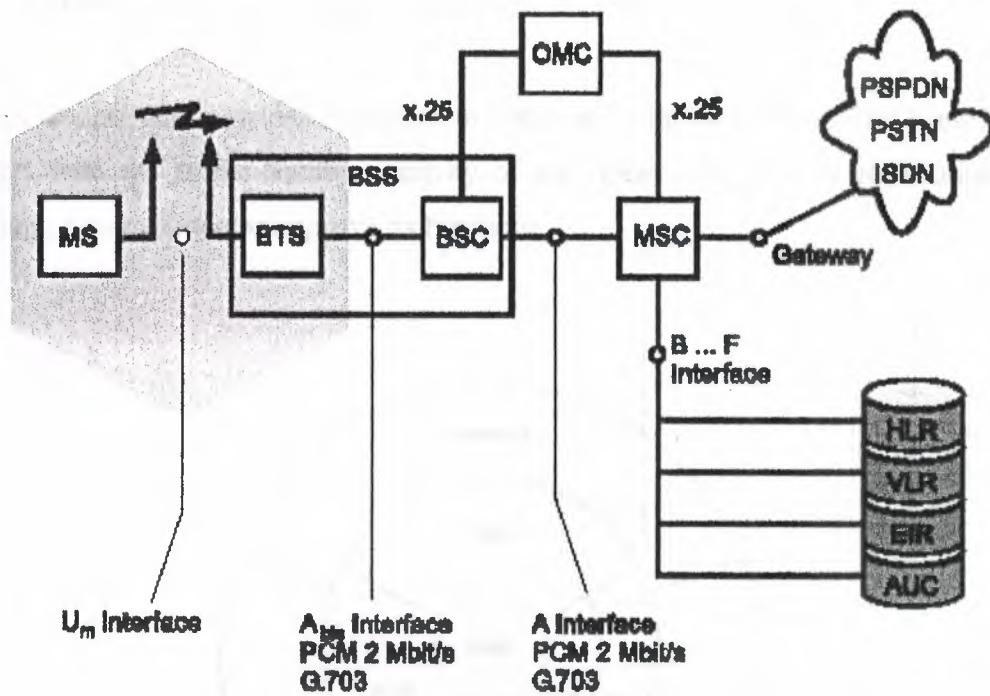 OMC
x.25
x.25
PSPDN
PSTN
ISDN
BSS
MS
BTS
BSC
MSC
Gateway
B ... F
Interface
HLR
VLR
EIR
AUC
Um Interface
Abis Interface
PCM 2 Mbit/s
G.703
A Interface
PCM 2 Mbit/s
G.703